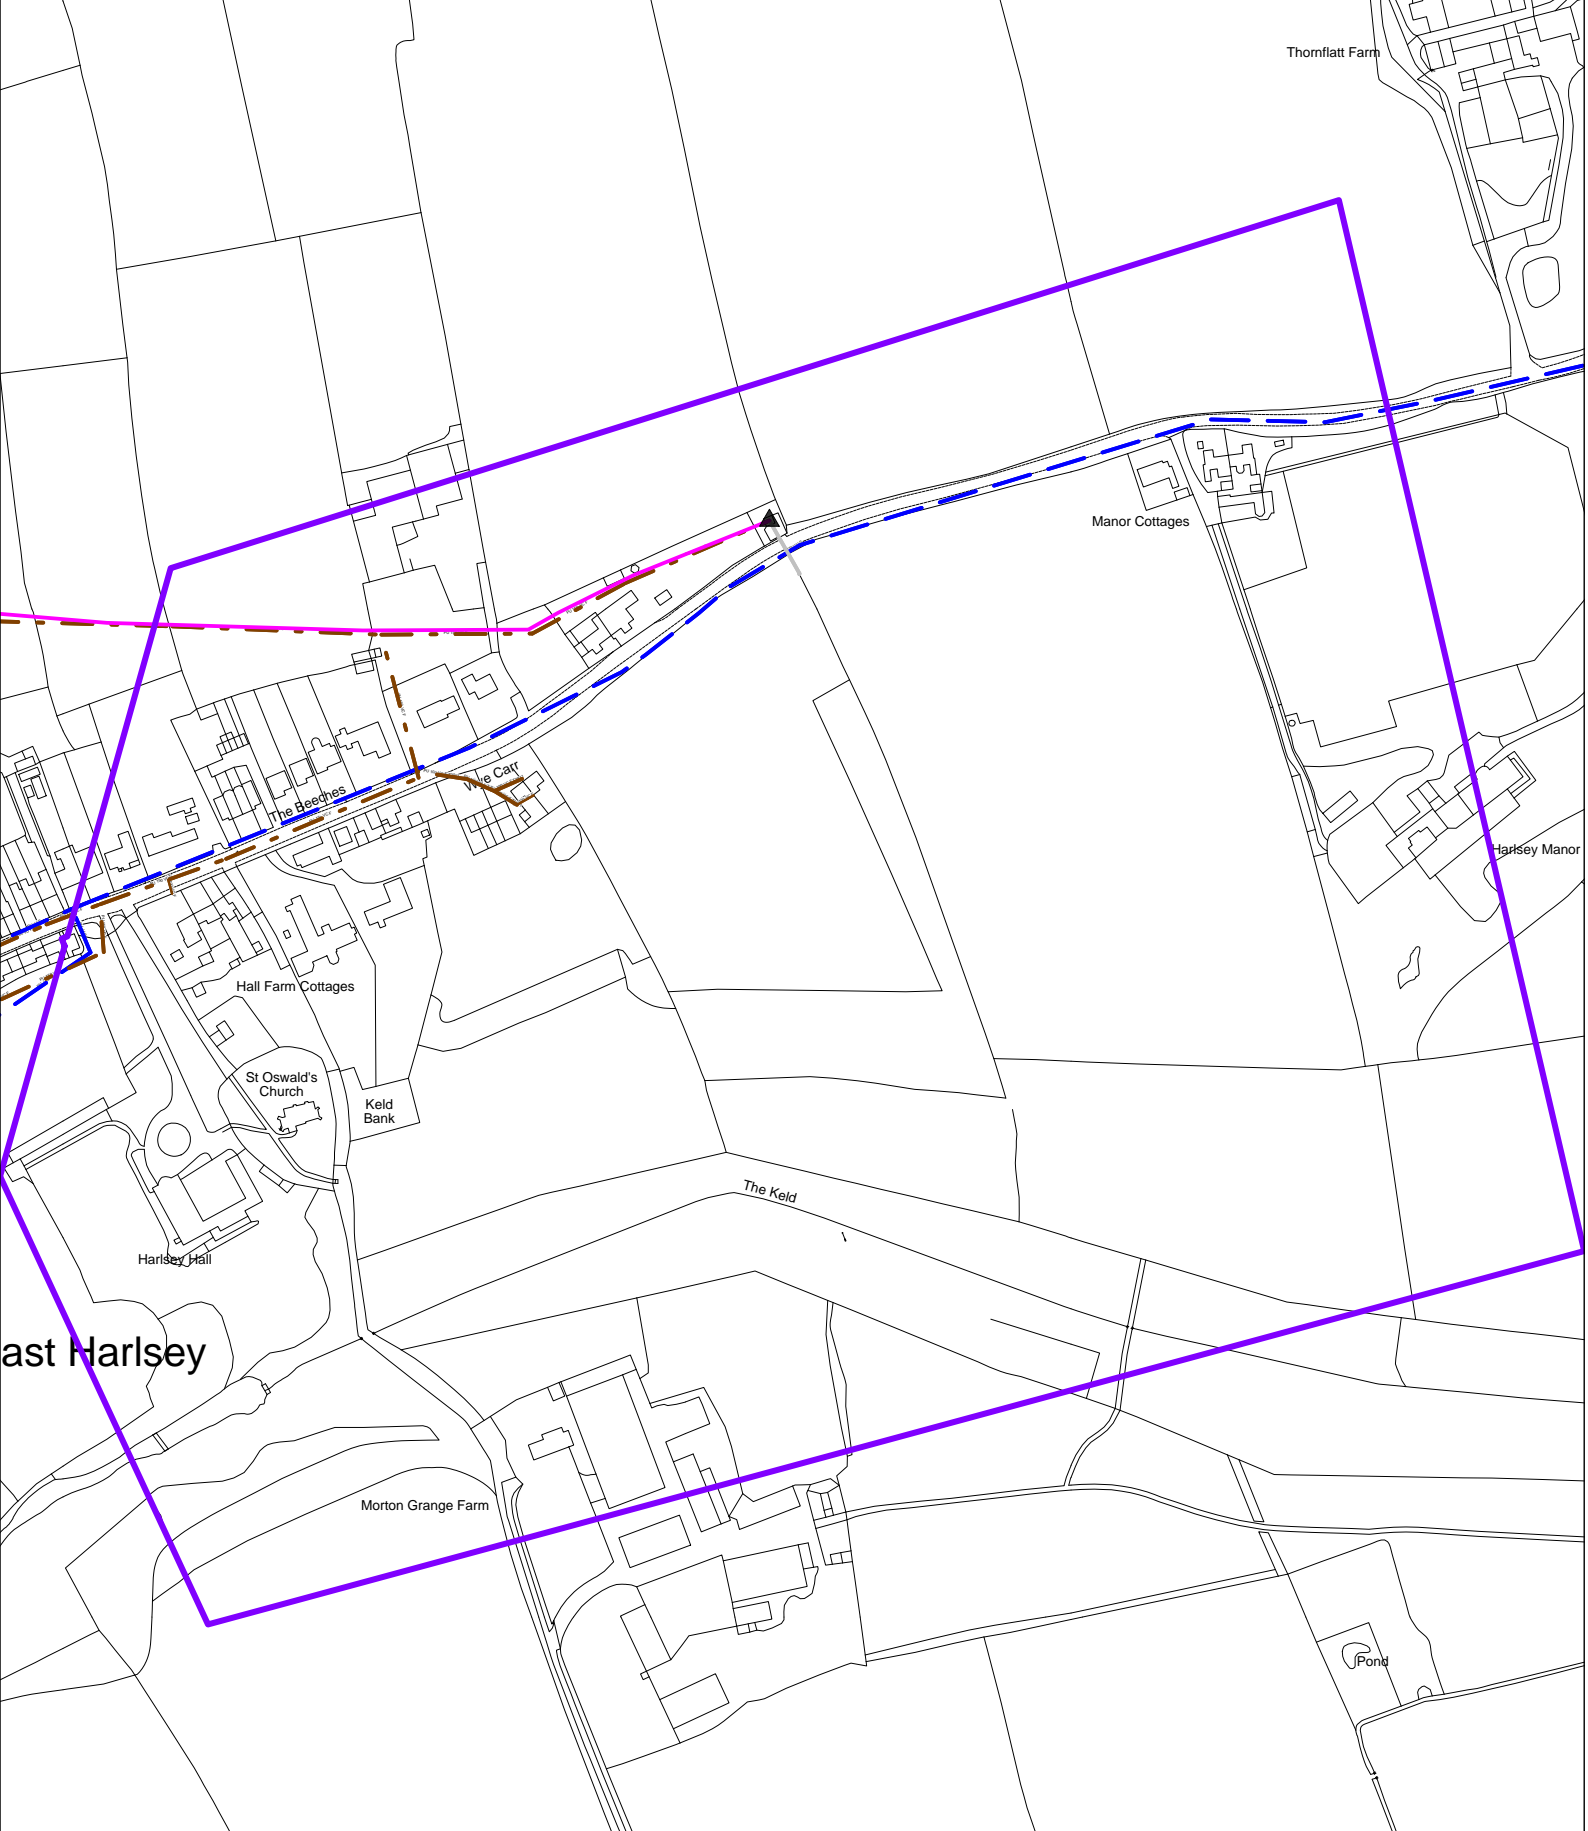 Thornflatt Farm
Manor Cottages
The Beeches
Harlsey Manor
Hall Farm Cottages
St Oswald's
Church
Keld
Bank
The Keld
Harlsey Hall
ast Harlsey
Morton Grange Farm
Pond